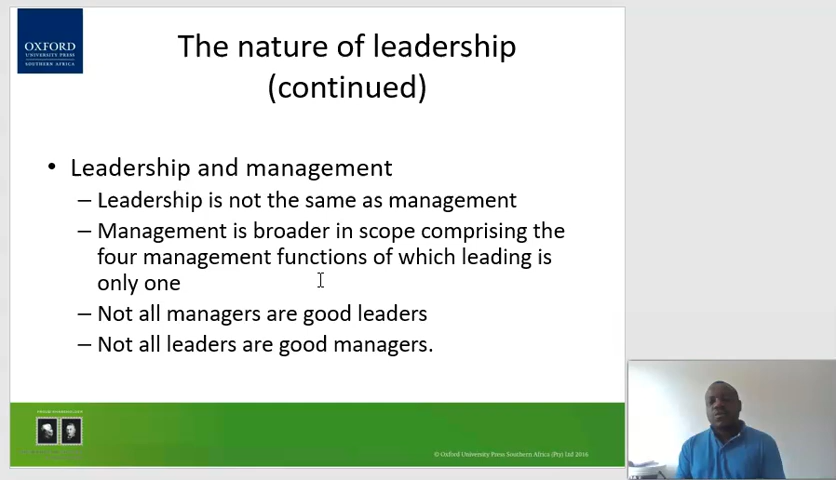 OXFORD
UNIVERSITY PRESS
SOUTHERN AFRICA
The nature of leadership
(continued)
• Leadership and management
– Leadership is not the same as management
– Management is broader in scope comprising the
four management functions of which leading is
only one
– Not all managers are good leaders
– Not all leaders are good managers.
© Oxford University Press Southern Africa (Pty) Ltd 2016